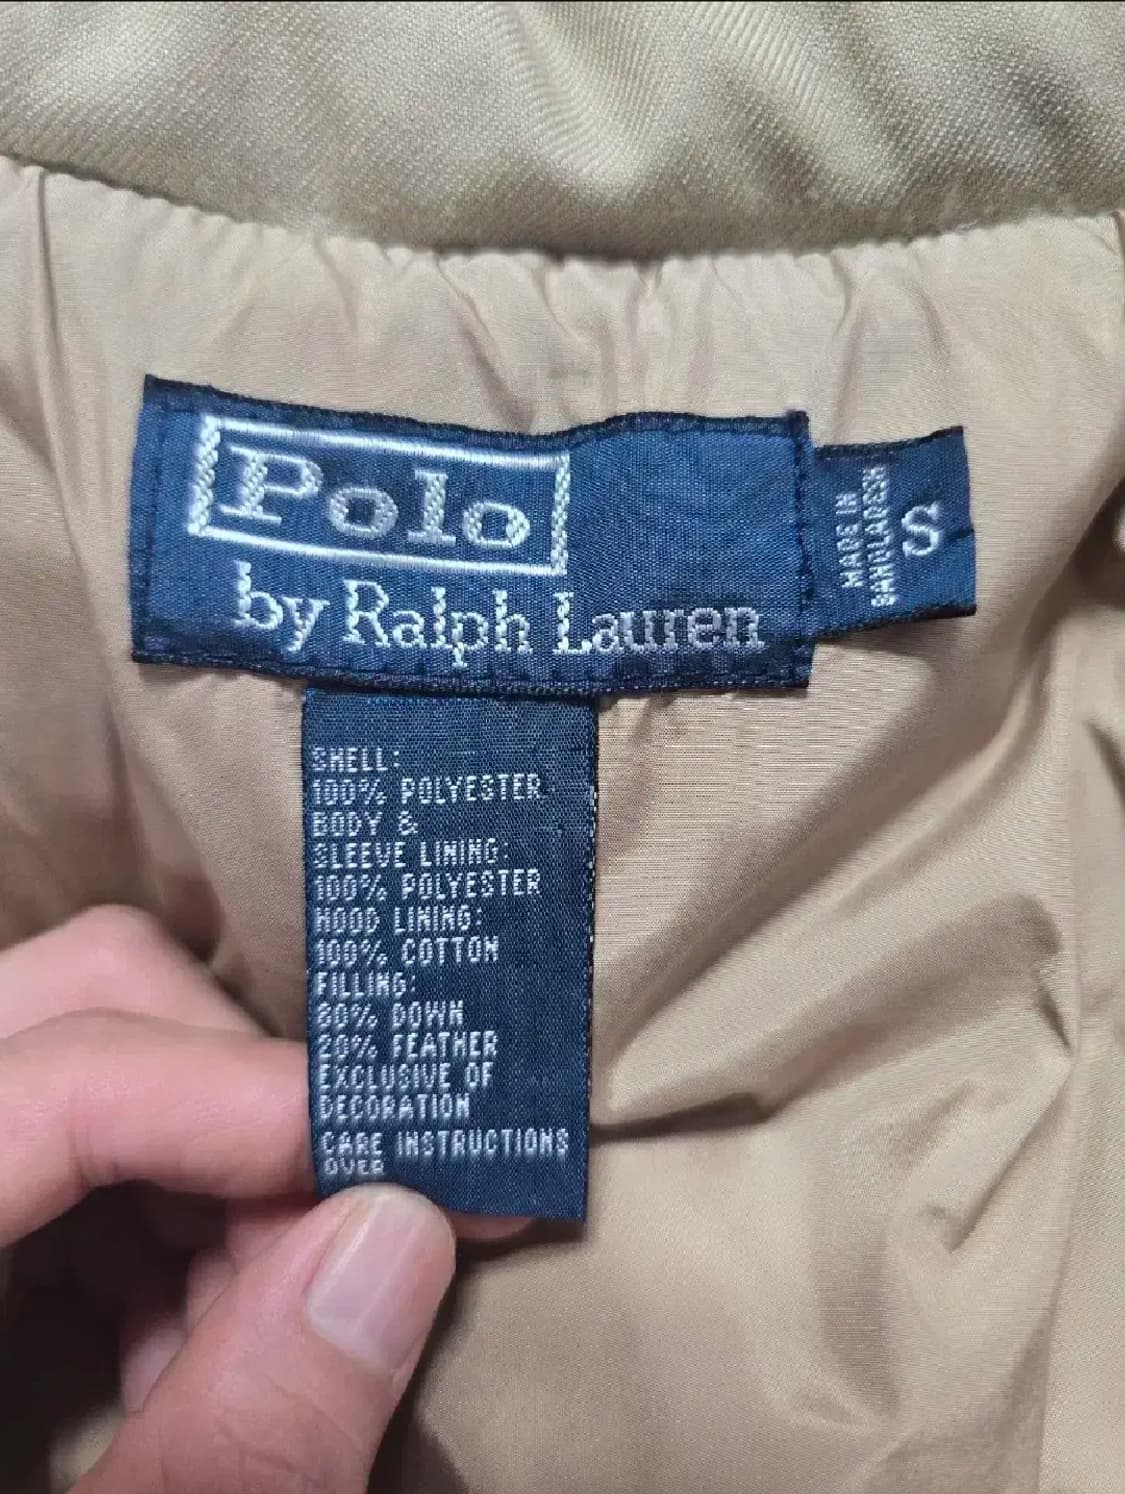 Polo
by Ralph Lauren
MADE IN
BANGLADESH
S
SHELL:
100% POLYESTER
BODY &
SLEEVE LINING:
100% POLYESTER
HOOD LINING:
100% COTTON
FILLING:
80% DOWN
20% FEATHER
EXCLUSIVE OF
DECORATION
CARE INSTRUCTIONS
OVER